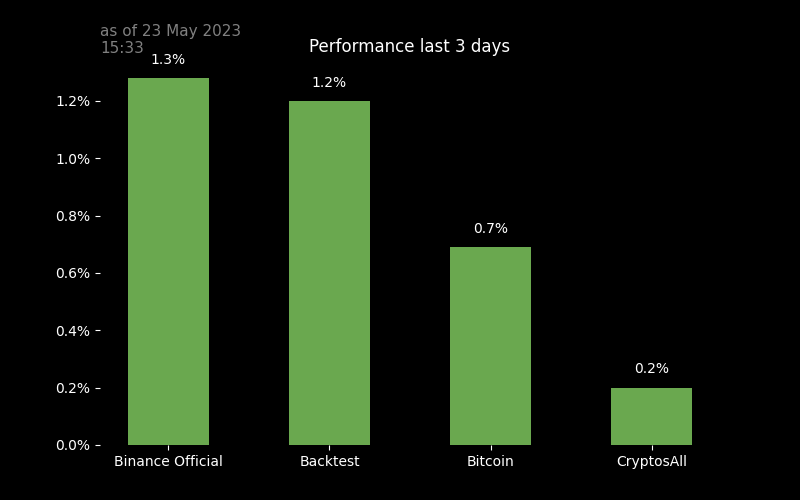 as of 23 May 2023
15:33
Performance last 3 days
1.3%
1.2%
0.7%
0.2%
1.2%
1.0%
0.8%
0.6%
0.4%
0.2%
0.0%
Binance Official
Backtest
Bitcoin
CryptosAll